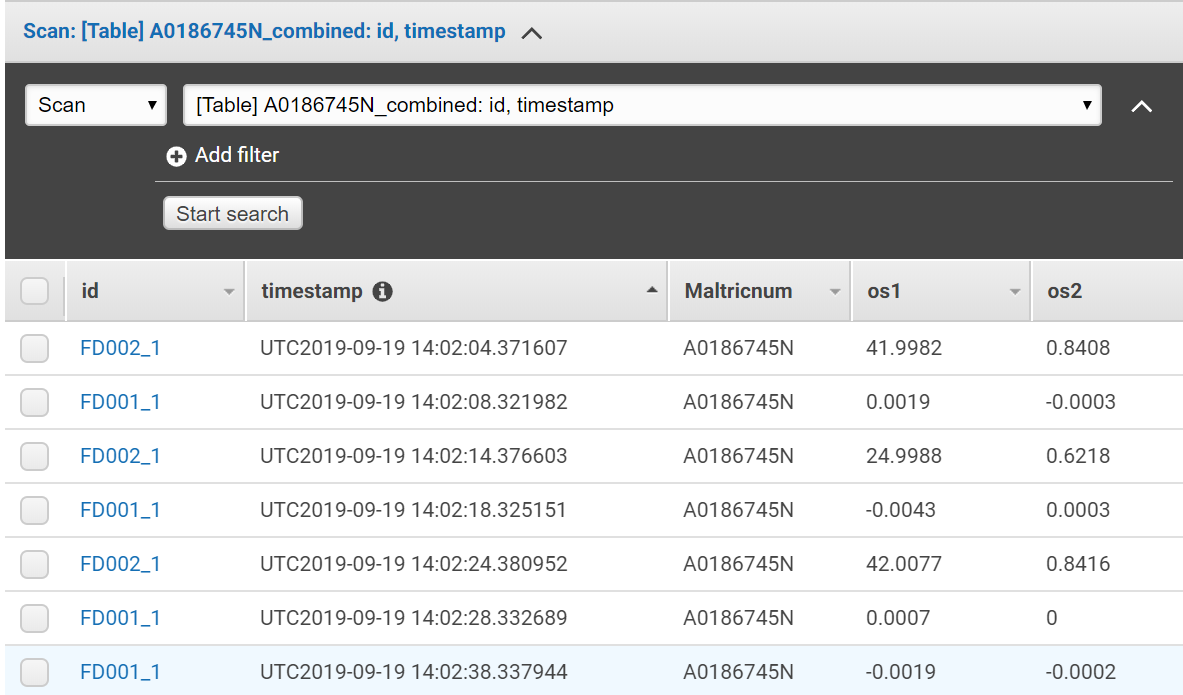 Scan: [Table] A0186745N_combined: id, timestamp
Scan [Table] A0186745N_combined: id, timestamp
Add filter
Start search
id timestamp Maltricnum os1 os2
FD002_1 UTC2019-09-19 14:02:04.371607 A0186745N 41.9982 0.8408
FD001_1 UTC2019-09-19 14:02:08.321982 A0186745N 0.0019 -0.0003
FD002_1 UTC2019-09-19 14:02:14.376603 A0186745N 24.9988 0.6218
FD001_1 UTC2019-09-19 14:02:18.325151 A0186745N -0.0043 0.0003
FD002_1 UTC2019-09-19 14:02:24.380952 A0186745N 42.0077 0.8416
FD001_1 UTC2019-09-19 14:02:28.332689 A0186745N 0.0007 0
FD001_1 UTC2019-09-19 14:02:38.337944 A0186745N -0.0019 -0.0002